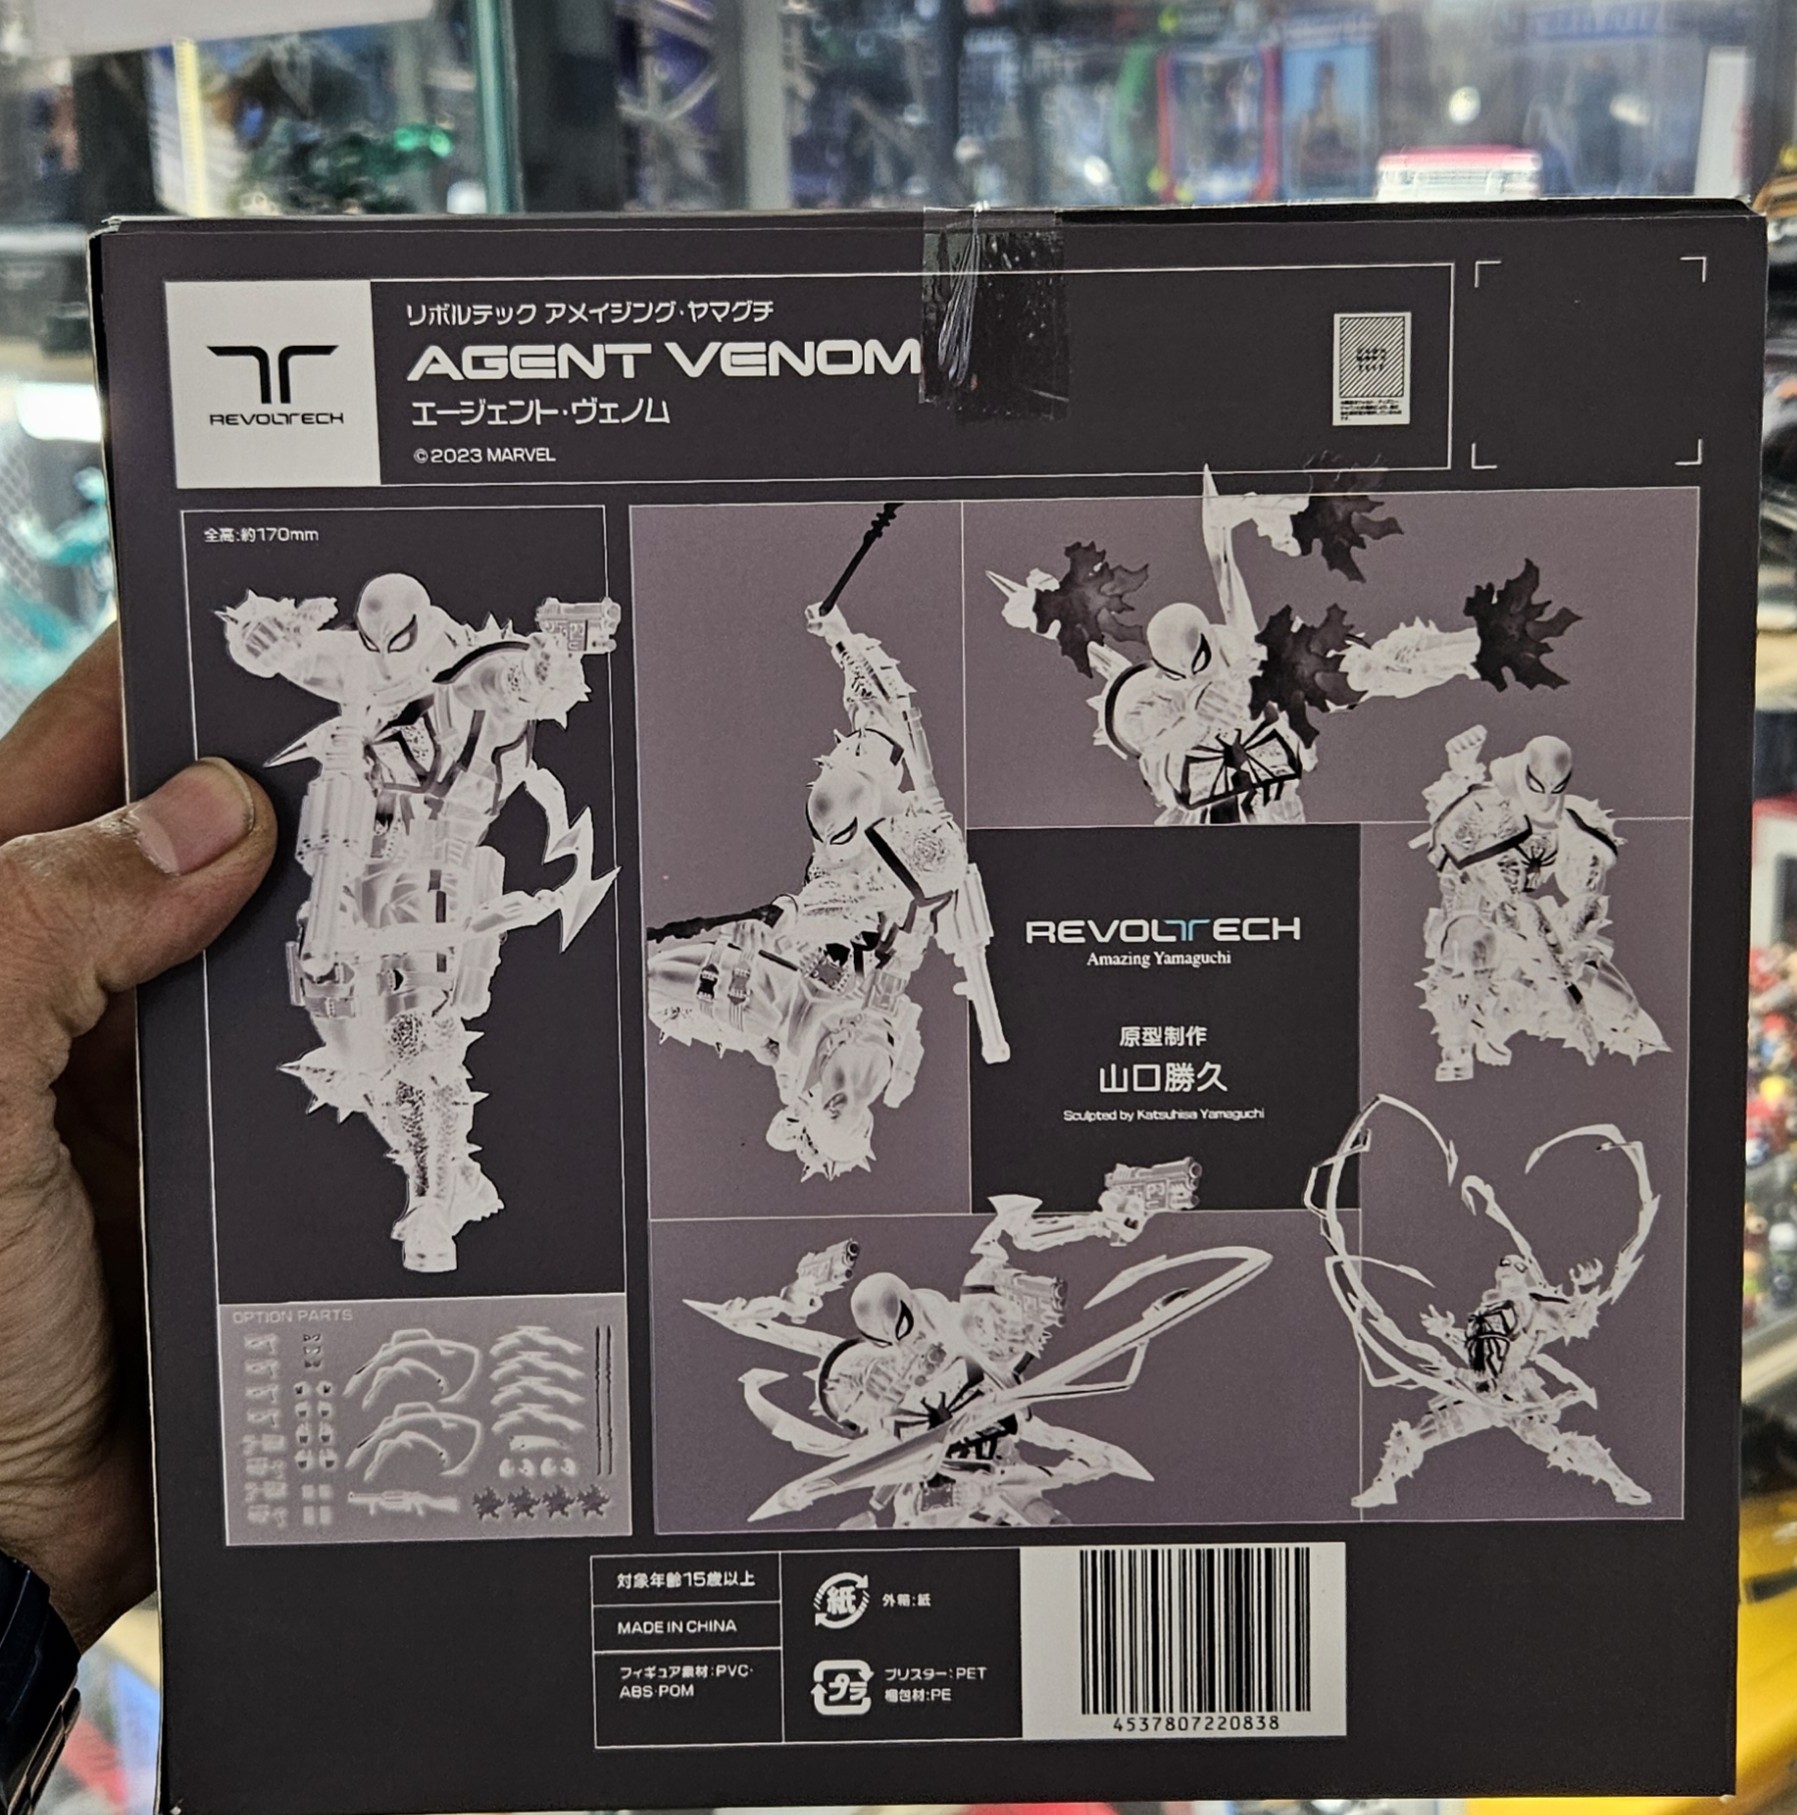 リボルテック アメイジング・ヤマグチ
AGENT VENOM
エージェント・ヴェノム
©2023 MARVEL
REVOLTECH
全高:約170mm
REVOLTECH
Amazing Yamaguchi
原型制作
山口勝久
Sculpted by Katsuhisa Yamaguchi
OPTION PARTS
対象年齢15歳以上
MADE IN CHINA
フィギュア素材:PVC・
ABS・POM
紙
外箱:紙
プラ
ブリスター:PET
梱包材:PE
4537807220838